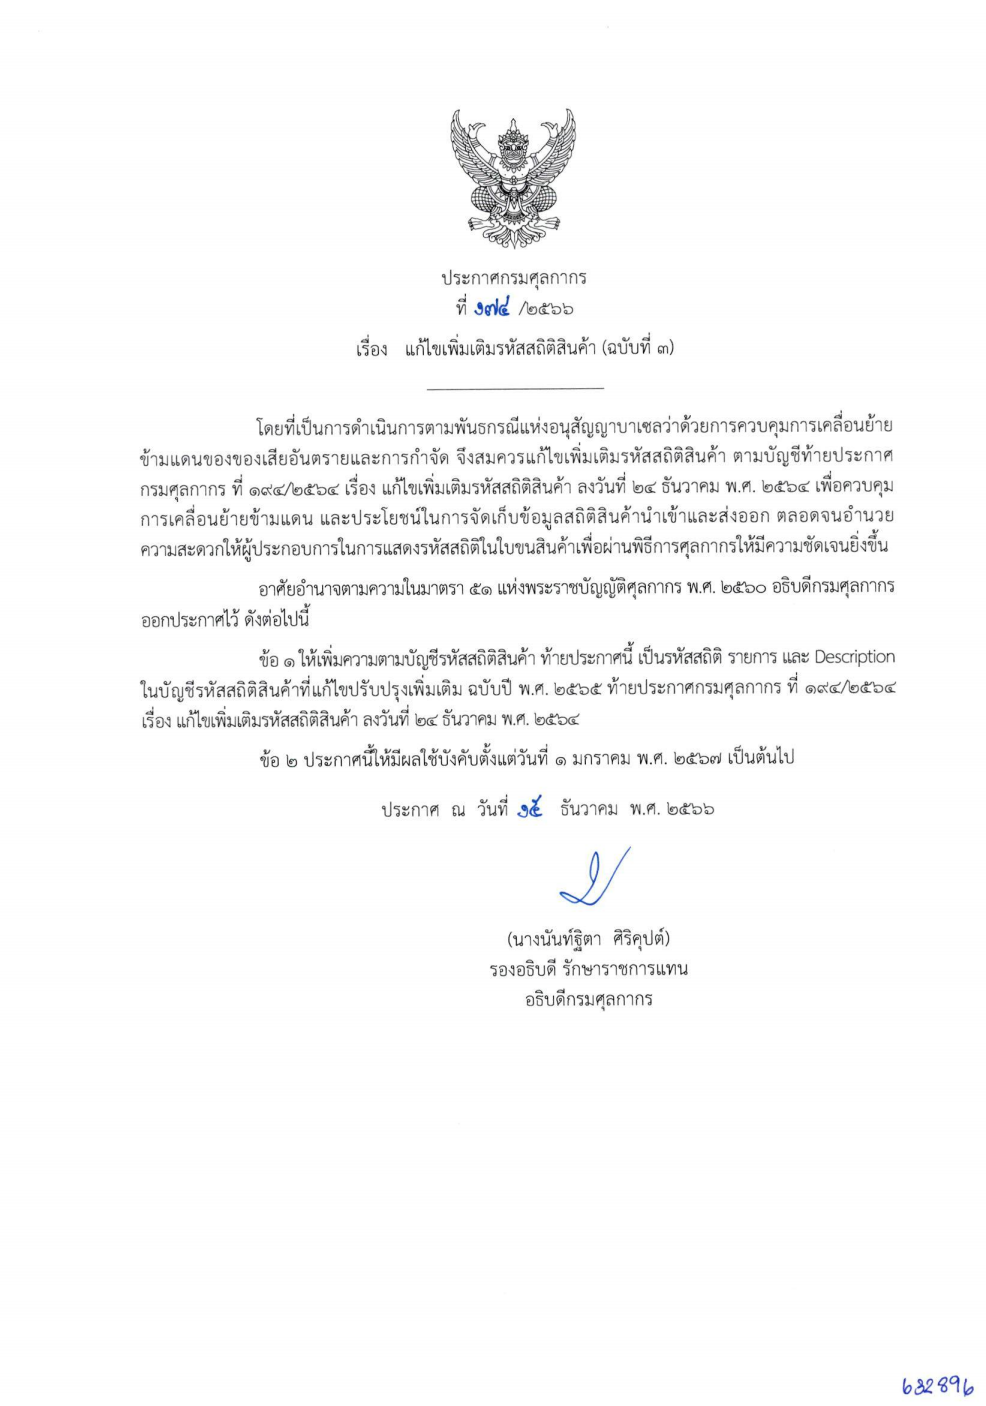 ประกาศกรมศุลกากร
ที่ ๑๗๔ /๒๕๖๖
เรื่อง แก้ไขเพิ่มเติมรหัสสถิติสินค้า (ฉบับที่ ๓)
โดยที่เป็นการดำเนินการตามพันธกรณีแห่งอนุสัญญาบาเซลว่าด้วยการควบคุมการเคลื่อนย้าย
ข้ามแดนของของเสียอันตรายและการกำจัด จึงสมควรแก้ไขเพิ่มเติมรหัสสถิติสินค้า ตามบัญชีท้ายประกาศ
กรมศุลกากร ที่ ๑๙๔/๒๕๖๔ เรื่อง แก้ไขเพิ่มเติมรหัสสถิติสินค้า ลงวันที่ ๒๔ ธันวาคม พ.ศ. ๒๕๖๔ เพื่อควบคุม
การเคลื่อนย้ายข้ามแดน และประโยชน์ในการจัดเก็บข้อมูลสถิติสินค้านำเข้าและส่งออก ตลอดจนอำนวย
ความสะดวกให้ผู้ประกอบการในการแสดงรหัสสถิติในใบขนสินค้าเพื่อผ่านพิธีการศุลกากรให้มีความชัดเจนยิ่งขึ้น
อาศัยอำนาจตามความในมาตรา ๕๑ แห่งพระราชบัญญัติศุลกากร พ.ศ. ๒๕๖๐ อธิบดีกรมศุลกากร
ออกประกาศไว้ ดังต่อไปนี้
ข้อ ๑ ให้เพิ่มความตามบัญชีรหัสสถิติสินค้า ท้ายประกาศนี้ เป็นรหัสสถิติ รายการ และ Description
ในบัญชีรหัสสถิติสินค้าที่แก้ไขปรับปรุงเพิ่มเติม ฉบับปี พ.ศ. ๒๕๖๕ ท้ายประกาศกรมศุลกากร ที่ ๑๙๔/๒๕๖๔
เรื่อง แก้ไขเพิ่มเติมรหัสสถิติสินค้า ลงวันที่ ๒๔ ธันวาคม พ.ศ. ๒๕๖๔
ข้อ ๒ ประกาศนี้ให้มีผลใช้บังคับตั้งแต่วันที่ ๑ มกราคม พ.ศ. ๒๕๖๗ เป็นต้นไป
ประกาศ ณ วันที่ ๑๕ ธันวาคม พ.ศ. ๒๕๖๖
(นางนันท์ฐิตา ศิริคุปต์)
รองอธิบดี รักษาราชการแทน
อธิบดีกรมศุลกากร
632896